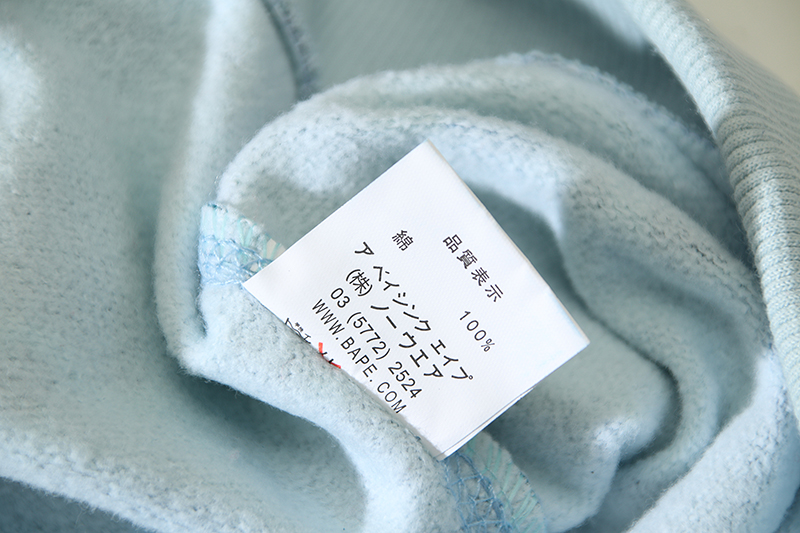 品質表示
綿 100%
ア ベイシング エイプ
(株) ノーウエア
03 (5772) 2524
WWW.BAPE.COM